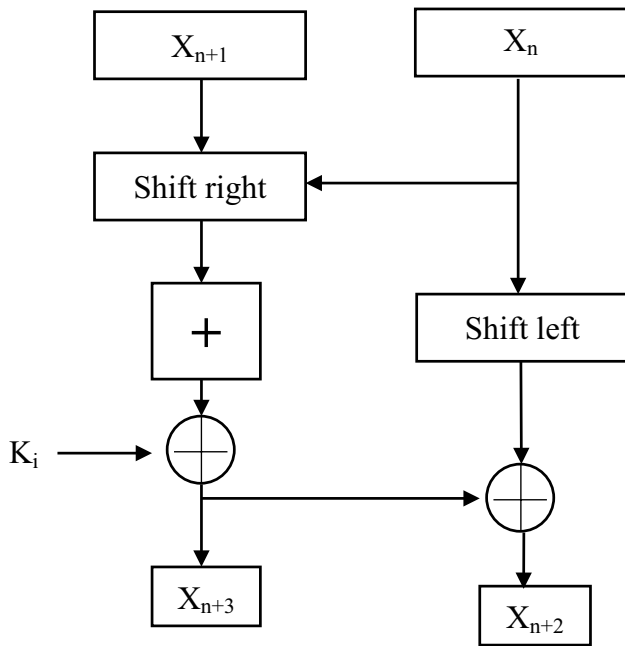 Xₙ₊₁
Xₙ
Shift right
Shift left
+
Kᵢ
Xₙ₊₃
Xₙ₊₂